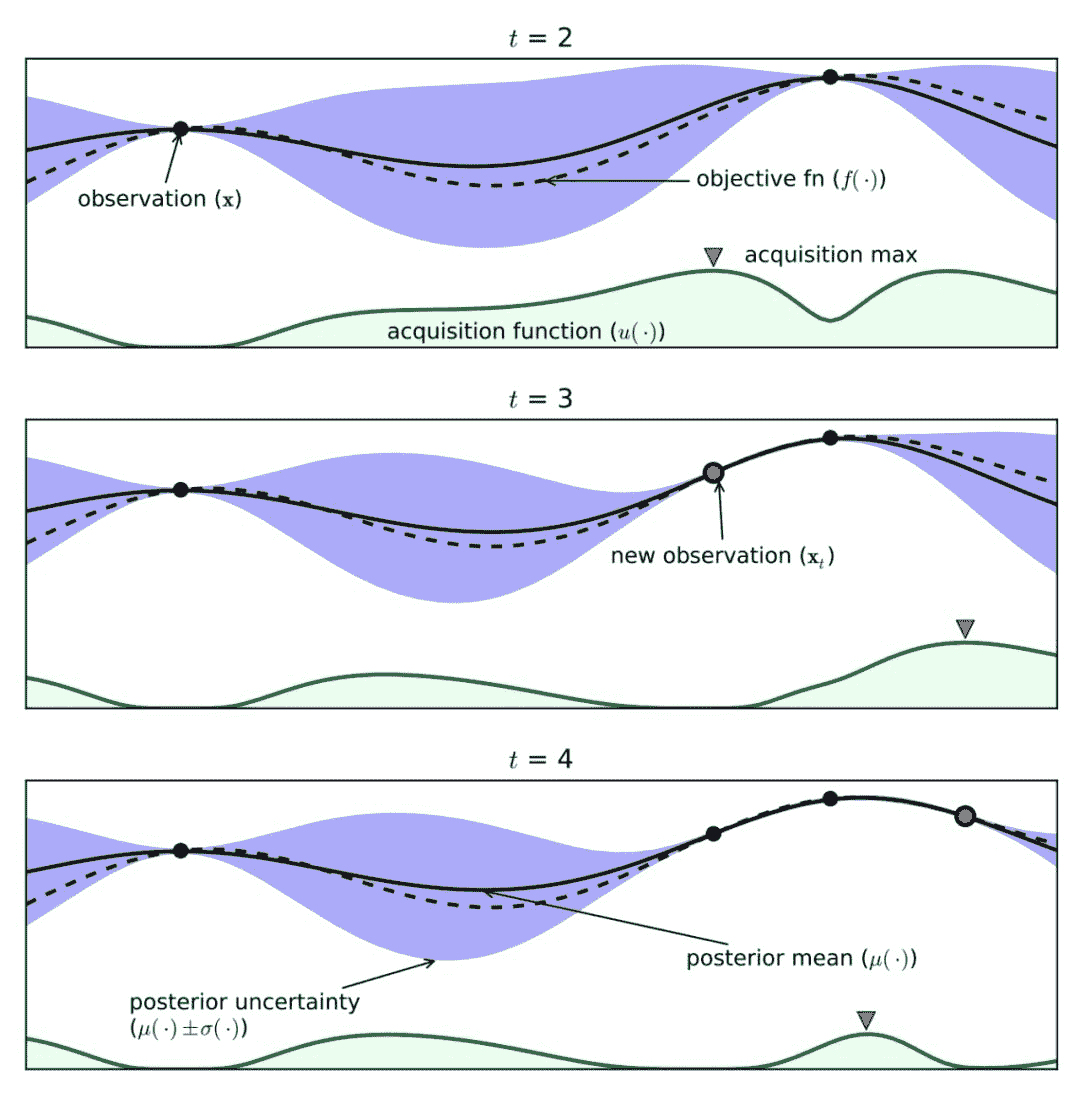 t = 2
observation (x)
objective fn (f(·))
acquisition max
acquisition function (u(·))
t = 3
new observation (xₜ)
t = 4
posterior mean (μ(·))
posterior uncertainty
(μ(·)±σ(·))